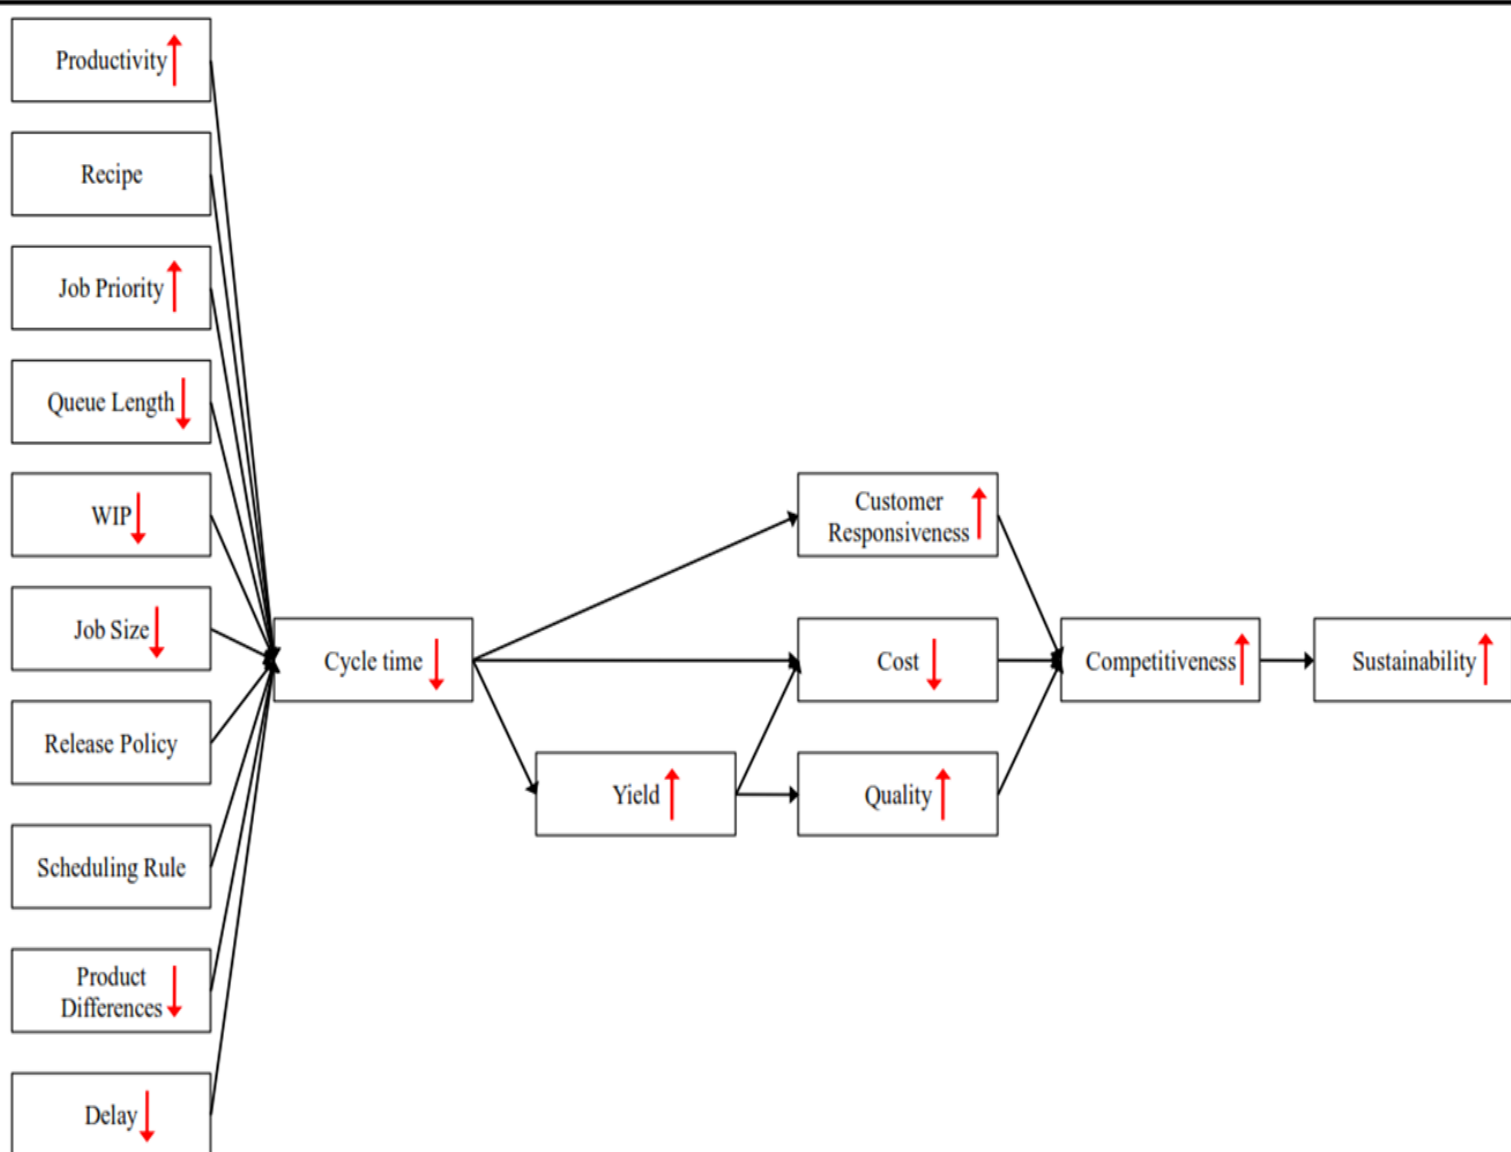 Productivity
Recipe
Job Priority
Queue Length
WIP
Job Size
Release Policy
Scheduling Rule
Product
Differences
Delay
Cycle time
Yield
Customer
Responsiveness
Cost
Quality
Competitiveness
Sustainability